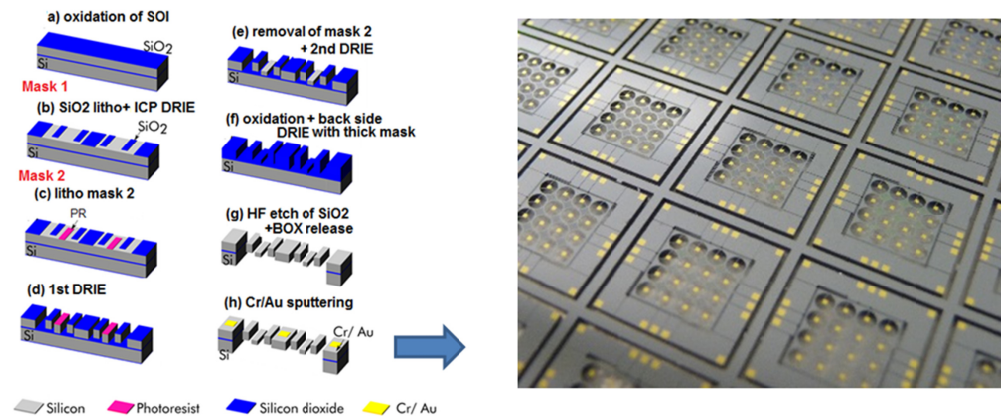 a) oxidation of SOI
SiO2
Si
Mask 1
(b) SiO2 litho+ ICP DRIE
SiO2
Si
Mask 2
(c) litho mask 2
PR
Si
(d) 1st DRIE
Si
(e) removal of mask 2
+ 2nd DRIE
Si
(f) oxidation + back side
DRIE with thick mask
Si
(g) HF etch of SiO2
+BOX release
Si
(h) Cr/Au sputtering
Cr/ Au
Si
Silicon
Photoresist
Silicon dioxide
Cr/ Au